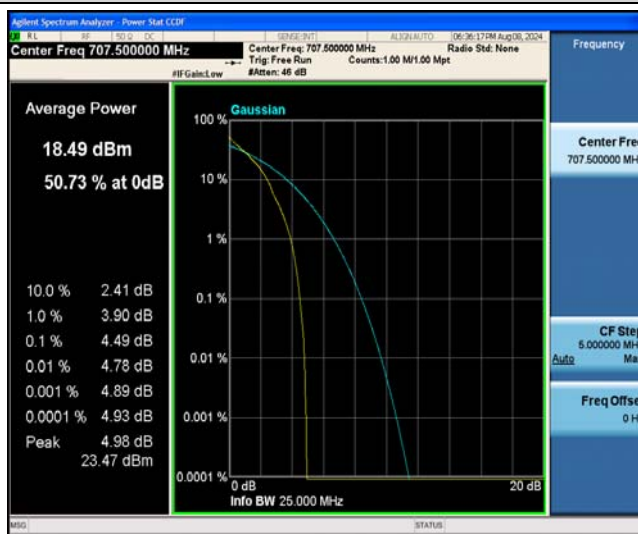 Agilent Spectrum Analyzer - Power Stat CCDF
RL RF 50 Ω DC SENSE:INT ALIGNAUTO 06:36:17 PM Aug 08, 2024
Center Freq 707.500000 MHz
Center Freq: 707.500000 MHz Radio Std: None
Trig: Free Run Counts:1.00 M/1.00 Mpt
#IFGain:Low #Atten: 46 dB
Frequency
Average Power
18.49 dBm
50.73 % at 0dB
10.0 % 2.41 dB
1.0 % 3.90 dB
0.1 % 4.49 dB
0.01 % 4.78 dB
0.001 % 4.89 dB
0.0001 % 4.93 dB
Peak 4.98 dB
23.47 dBm
Gaussian
100 %
10 %
1 %
0.1 %
0.01 %
0.001 %
0.0001 %
0 dB 20 dB
Info BW 25.000 MHz
Center Fre
707.500000 MH
CF Ste
5.000000 MH
Auto Ma
Freq Offse
0 H
MSG STATUS